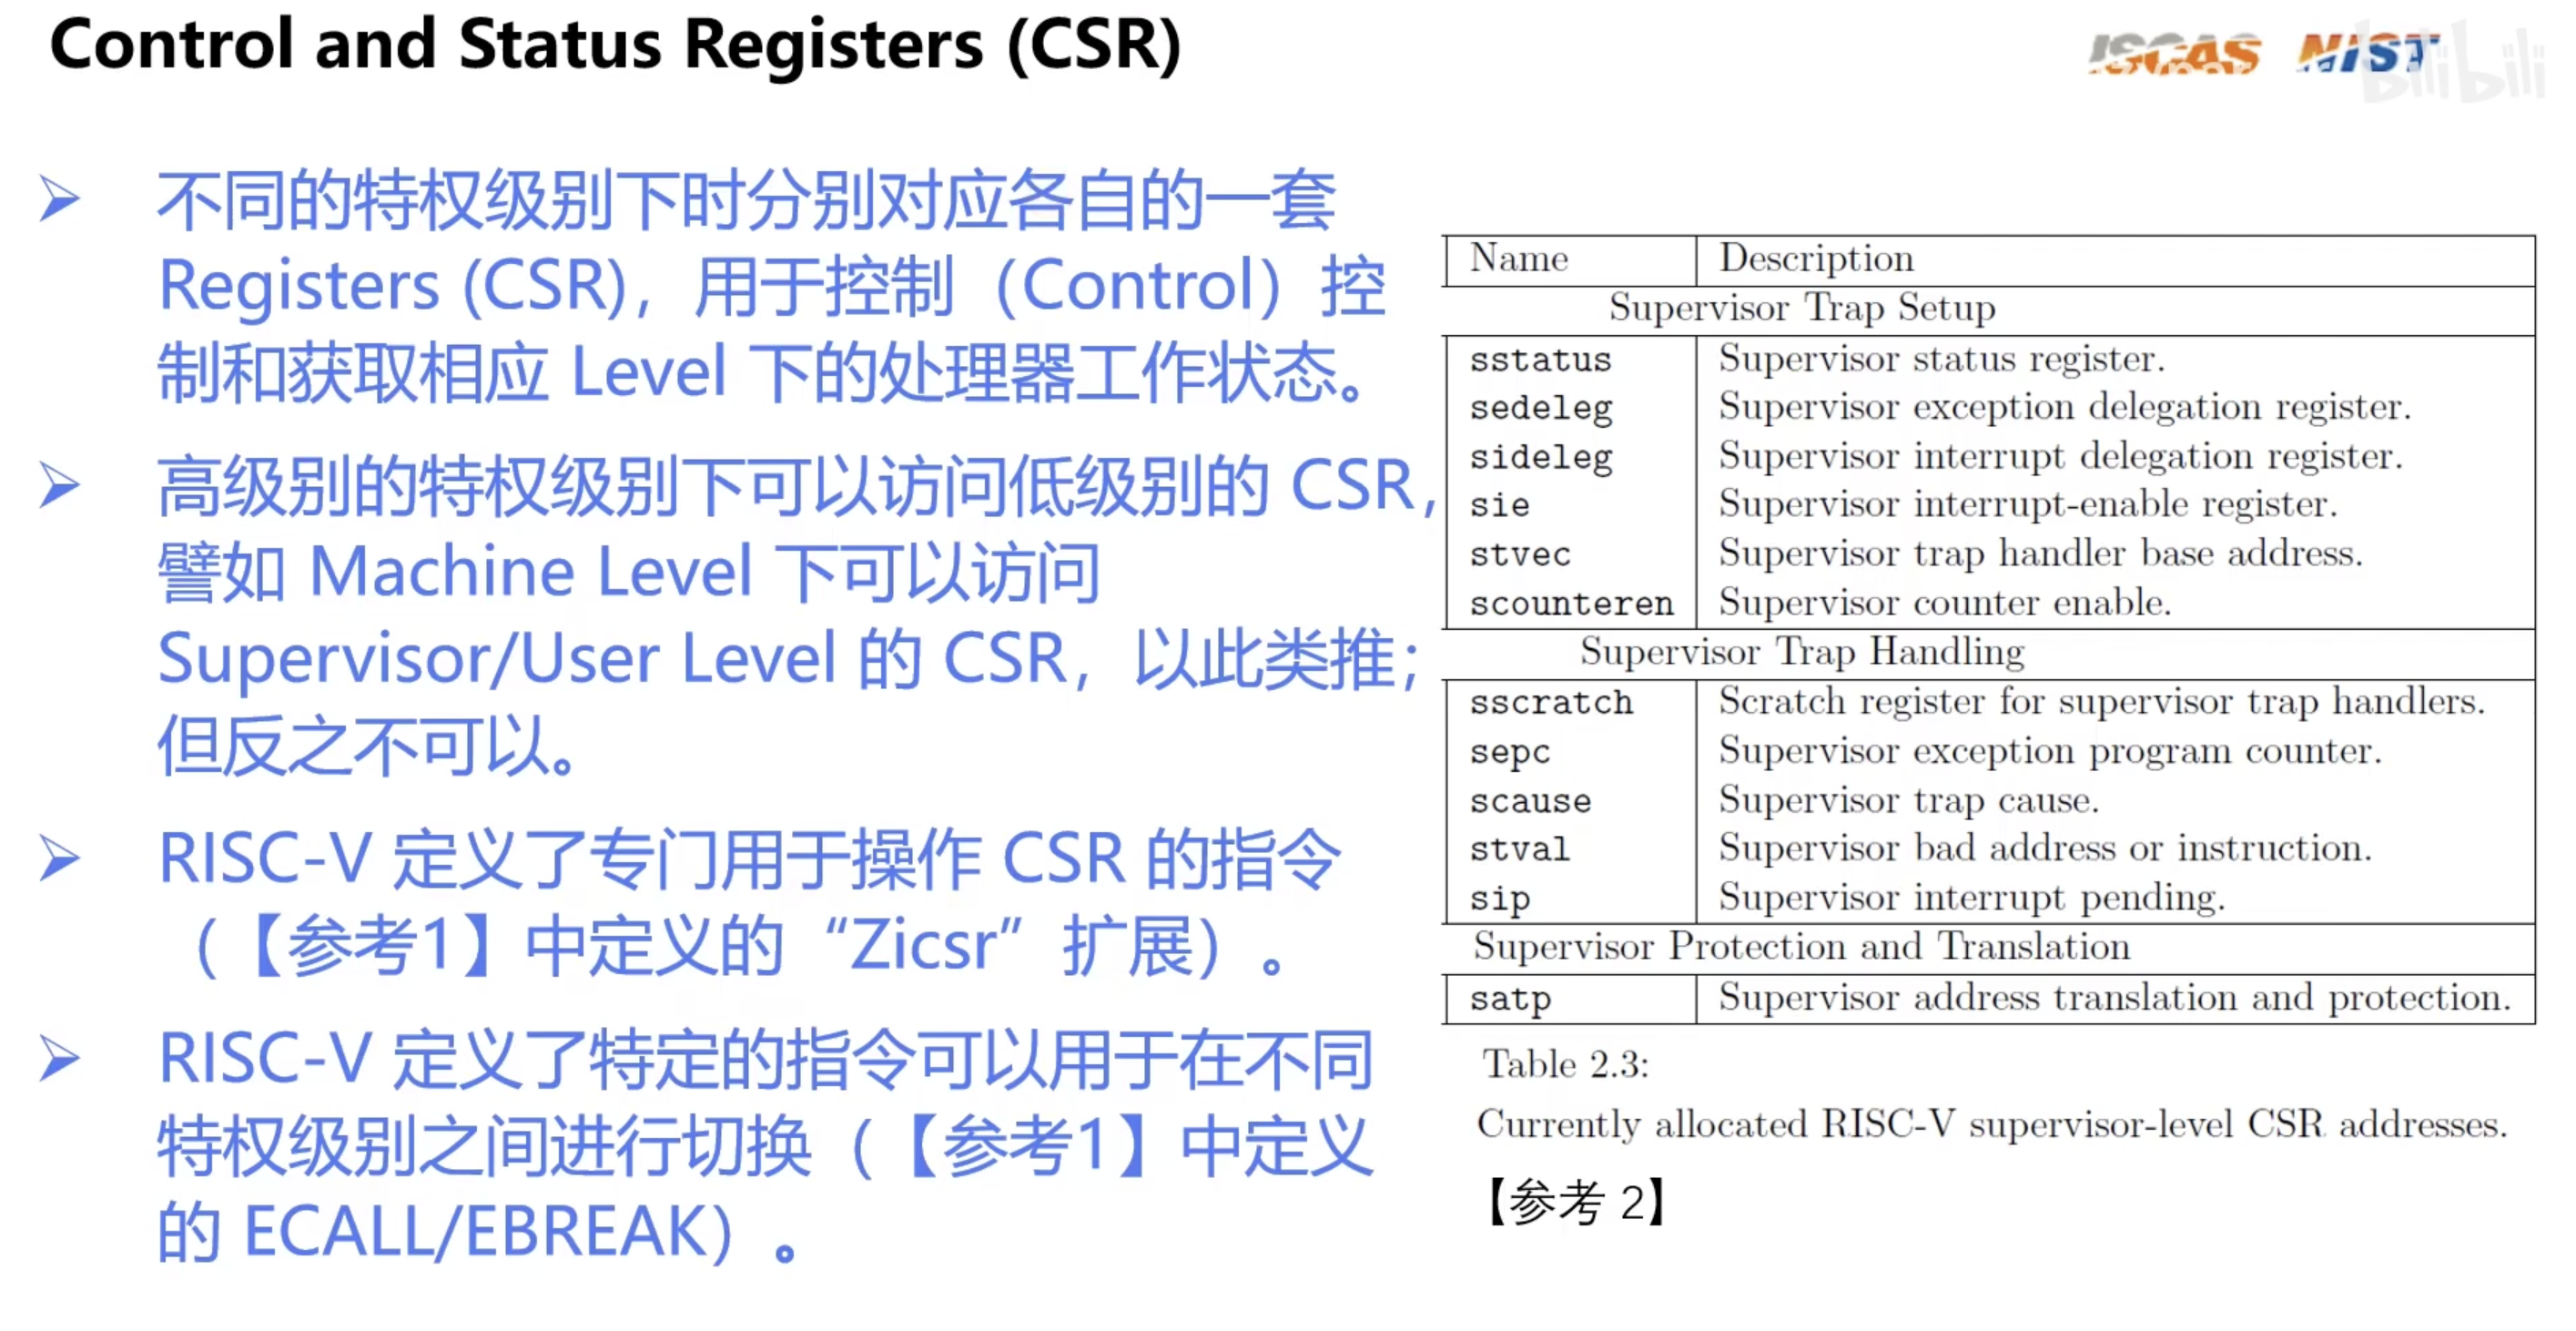 Control and Status Registers (CSR)
ISCAS NIST
bilibili
不同的特权级别下时分别对应各自的一套
Registers (CSR)，用于控制（Control）控
制和获取相应 Level 下的处理器工作状态。
高级别的特权级别下可以访问低级别的 CSR，
譬如 Machine Level 下可以访问
Supervisor/User Level 的 CSR，以此类推；
但反之不可以。
RISC-V 定义了专门用于操作 CSR 的指令
（【参考1】中定义的“Zicsr”扩展）。
RISC-V 定义了特定的指令可以用于在不同
特权级别之间进行切换（【参考1】中定义
的 ECALL/EBREAK）。
Name Description
Supervisor Trap Setup
sstatus Supervisor status register.
sedeleg Supervisor exception delegation register.
sideleg Supervisor interrupt delegation register.
sie Supervisor interrupt-enable register.
stvec Supervisor trap handler base address.
scounteren Supervisor counter enable.
Supervisor Trap Handling
sscratch Scratch register for supervisor trap handlers.
sepc Supervisor exception program counter.
scause Supervisor trap cause.
stval Supervisor bad address or instruction.
sip Supervisor interrupt pending.
Supervisor Protection and Translation
satp Supervisor address translation and protection.
Table 2.3:
Currently allocated RISC-V supervisor-level CSR addresses.
【参考 2】